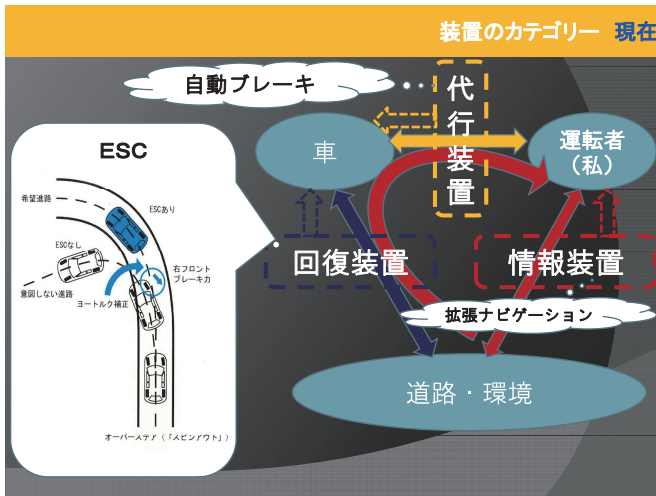 装置のカテゴリー 現在
自動ブレーキ
代行装置
車
運転者
(私)
ESC
希望進路
ESCあり
ESCなし
意図しない進路
右フロント
ブレーキ力
ヨートルク補正
オーバーステア(「スピンアウト」)
回復装置
情報装置
拡張ナビゲーション
道路・環境